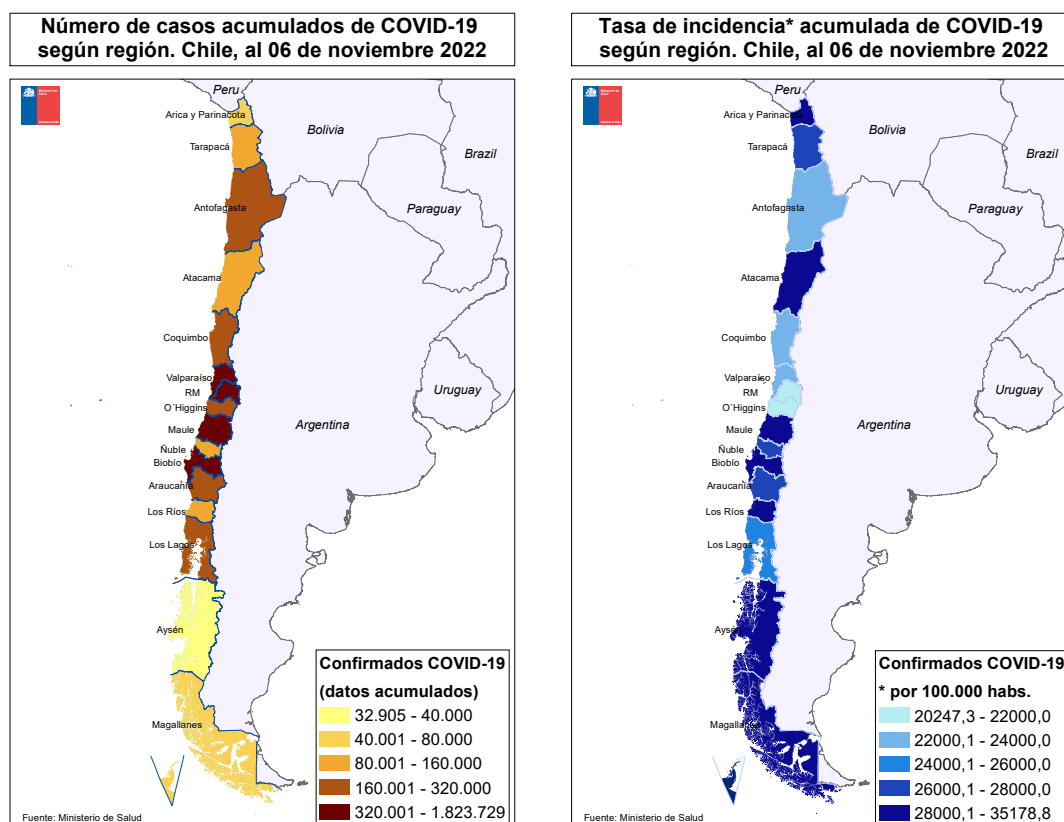 Número de casos acumulados de COVID-19
según región. Chile, al 06 de noviembre 2022
Peru
Arica y Parinacota
Bolivia
Tarapacá
Brazil
Antofagasta
Paraguay
Atacama
Coquimbo
Valparaíso
RM
Uruguay
O´Higgins
Maule
Argentina
Ñuble
Biobío
Araucanía
Los Ríos
Los Lagos
Aysén
Magallanes
Confirmados COVID-19
(datos acumulados)
32.905 - 40.000
40.001 - 80.000
80.001 - 160.000
160.001 - 320.000
320.001 - 1.823.729
Fuente: Ministerio de Salud
Tasa de incidencia* acumulada de COVID-19
según región. Chile, al 06 de noviembre 2022
Peru
Arica y Parinacota
Bolivia
Tarapacá
Brazil
Antofagasta
Paraguay
Atacama
Coquimbo
Valparaíso
RM
Uruguay
O´Higgins
Maule
Argentina
Ñuble
Biobío
Araucanía
Los Ríos
Los Lagos
Aysén
Magallanes
Confirmados COVID-19
* por 100.000 habs.
20247,3 - 22000,0
22000,1 - 24000,0
24000,1 - 26000,0
26000,1 - 28000,0
28000,1 - 35178,8
Fuente: Ministerio de Salud